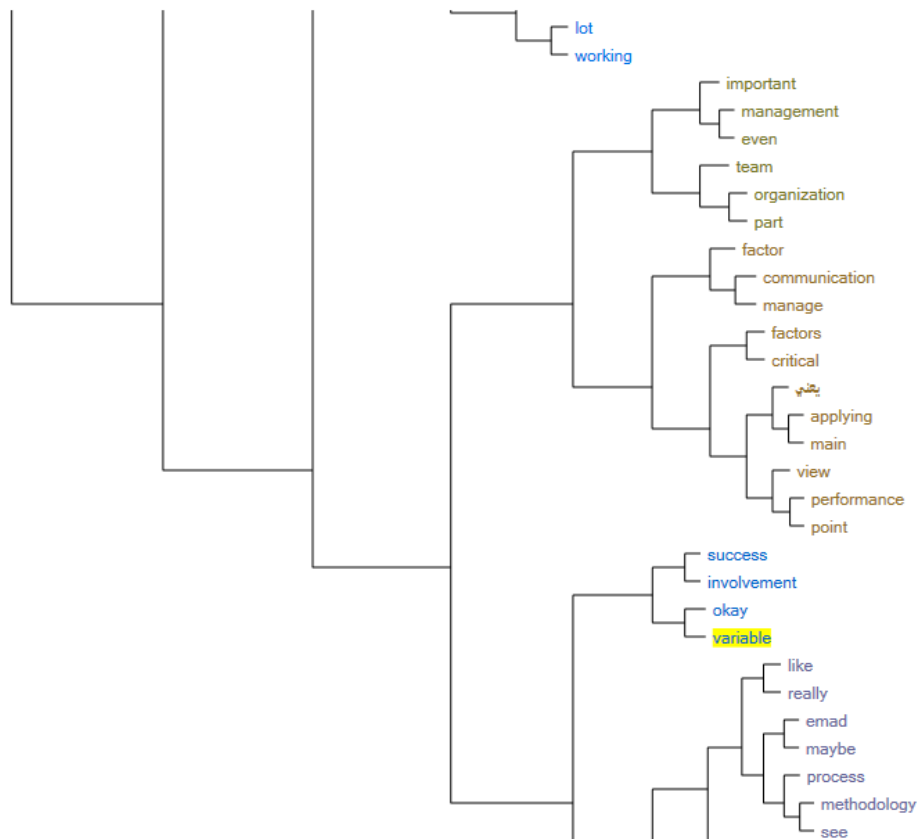 lot
working
important
management
even
team
organization
part
factor
communication
manage
factors
critical
يعني
applying
main
view
performance
point
success
involvement
okay
variable
like
really
emad
maybe
process
methodology
see